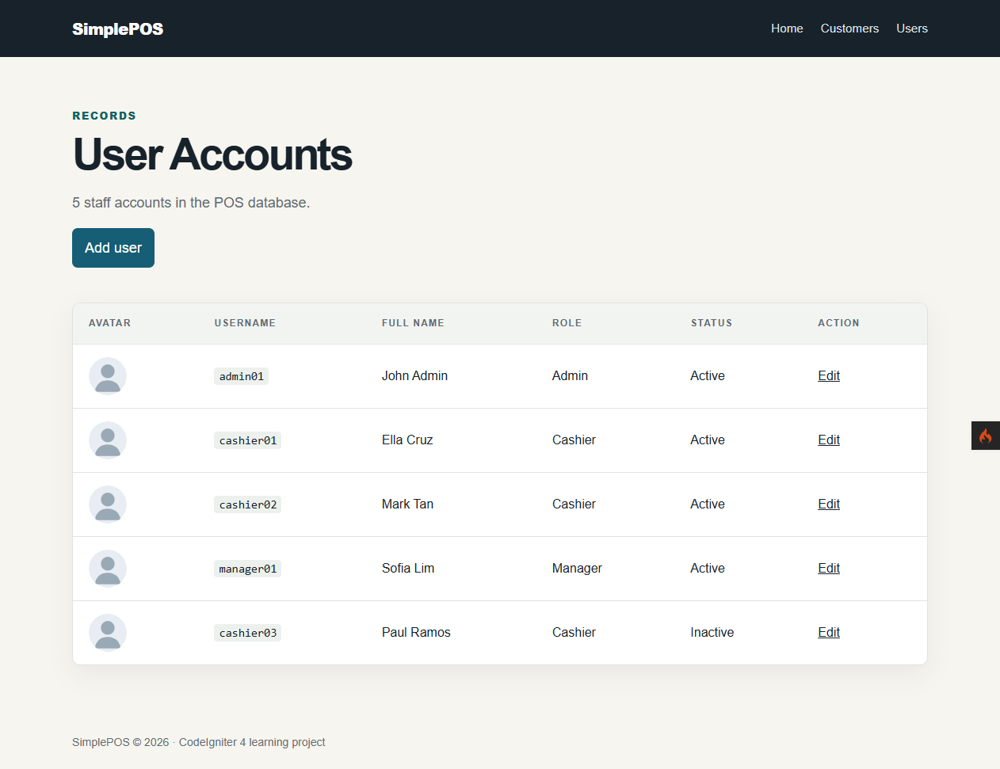 SimplePOS
Home Customers Users
RECORDS
User Accounts
5 staff accounts in the POS database.
Add user
AVATAR USERNAME FULL NAME ROLE STATUS ACTION
admin01 John Admin Admin Active Edit
cashier01 Ella Cruz Cashier Active Edit
cashier02 Mark Tan Cashier Active Edit
manager01 Sofia Lim Manager Active Edit
cashier03 Paul Ramos Cashier Inactive Edit
SimplePOS © 2026 · CodeIgniter 4 learning project